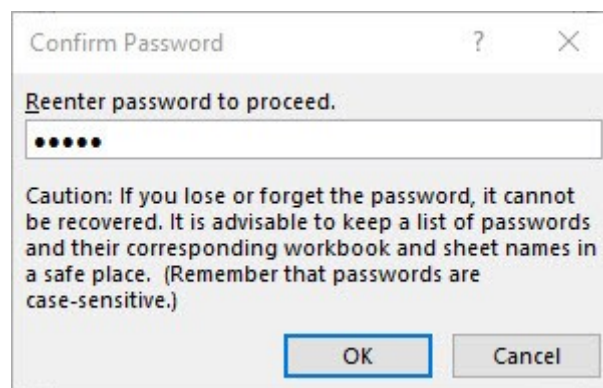 Confirm Password ?
Reenter password to proceed.
•••••
Caution: If you lose or forget the password, it cannot
be recovered. It is advisable to keep a list of passwords
and their corresponding workbook and sheet names in
a safe place. (Remember that passwords are
case-sensitive.)
OK Cancel